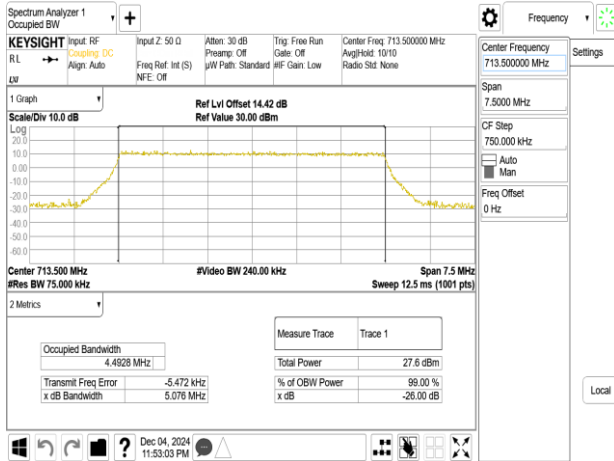 Spectrum Analyzer 1
Occupied BW
+
Frequency
KEYSIGHT
RL
LXI
Input: RF
Coupling: DC
Align: Auto
Input Z: 50 Ω
Freq Ref: Int (S)
NFE: Off
Atten: 30 dB
Preamp: Off
µW Path: Standard
Trig: Free Run
Gate: Off
#IF Gain: Low
Center Freq: 713.500000 MHz
Avg|Hold: 10/10
Radio Std: None
Center Frequency
713.500000 MHz
Settings
Span
7.5000 MHz
CF Step
750.000 kHz
Auto
Man
Freq Offset
0 Hz
Local
1 Graph
Scale/Div 10.0 dB
Ref Lvl Offset 14.42 dB
Ref Value 30.00 dBm
Log
20.0
10.0
0.00
-10.0
-20.0
-30.0
-40.0
-50.0
-60.0
Center 713.500 MHz
#Video BW 240.00 kHz
Span 7.5 MHz
#Res BW 75.000 kHz
Sweep 12.5 ms (1001 pts)
2 Metrics
Measure Trace Trace 1
Occupied Bandwidth
4.4928 MHz
Total Power 27.6 dBm
Transmit Freq Error -5.472 kHz
% of OBW Power 99.00 %
x dB Bandwidth 5.076 MHz
x dB -26.00 dB
?
Dec 04, 2024
11:53:03 PM